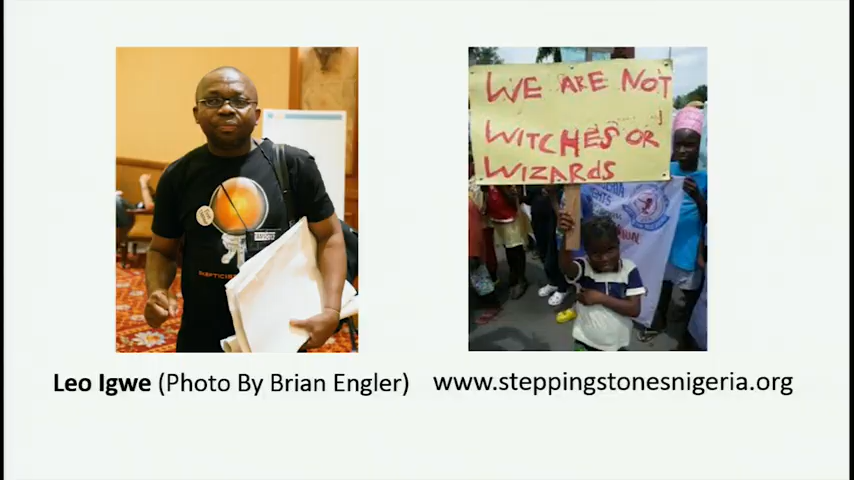 WE ARE NOT
WITCHES OR
WIZARDS
Leo Igwe (Photo By Brian Engler)
www.steppingstonesnigeria.org